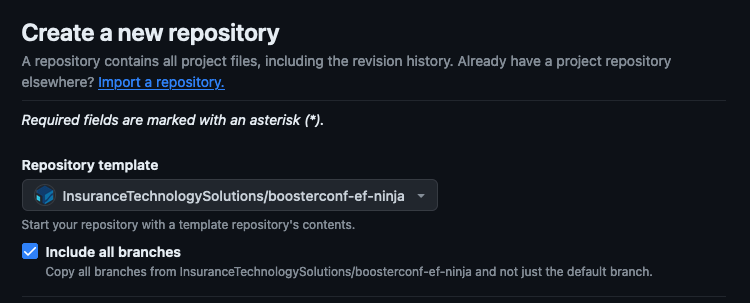 Create a new repository
A repository contains all project files, including the revision history. Already have a project repository
elsewhere? Import a repository.
Required fields are marked with an asterisk (*).
Repository template
InsuranceTechnologySolutions/boosterconf-ef-ninja
Start your repository with a template repository's contents.
Include all branches
Copy all branches from InsuranceTechnologySolutions/boosterconf-ef-ninja and not just the default branch.